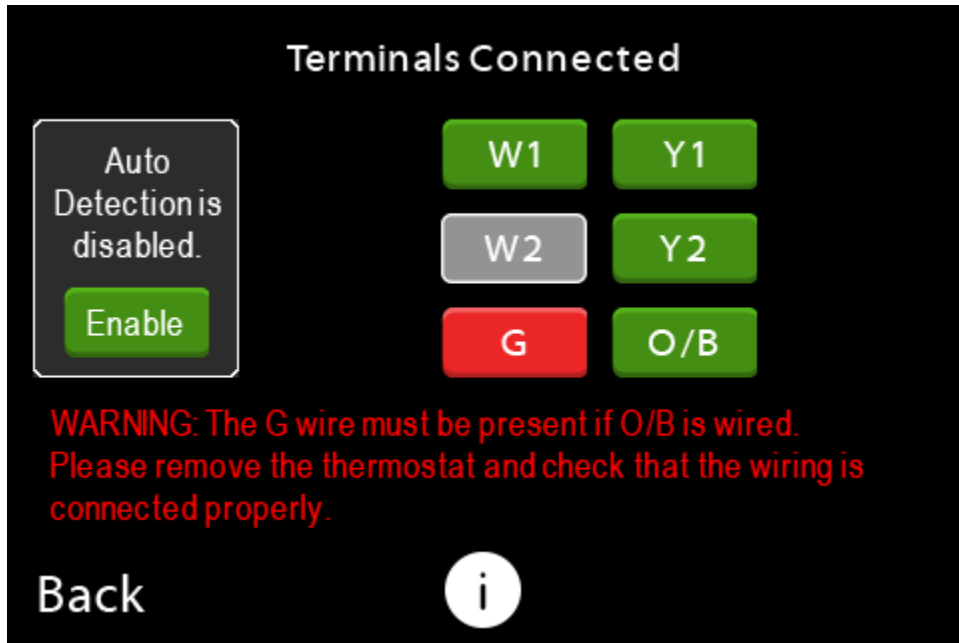 Terminals Connected
Auto
Detection is
disabled.
Enable
W1
Y1
W2
Y2
G
O/B
WARNING: The G wire must be present if O/B is wired.
Please remove the thermostat and check that the wiring is
connected properly.
Back
i